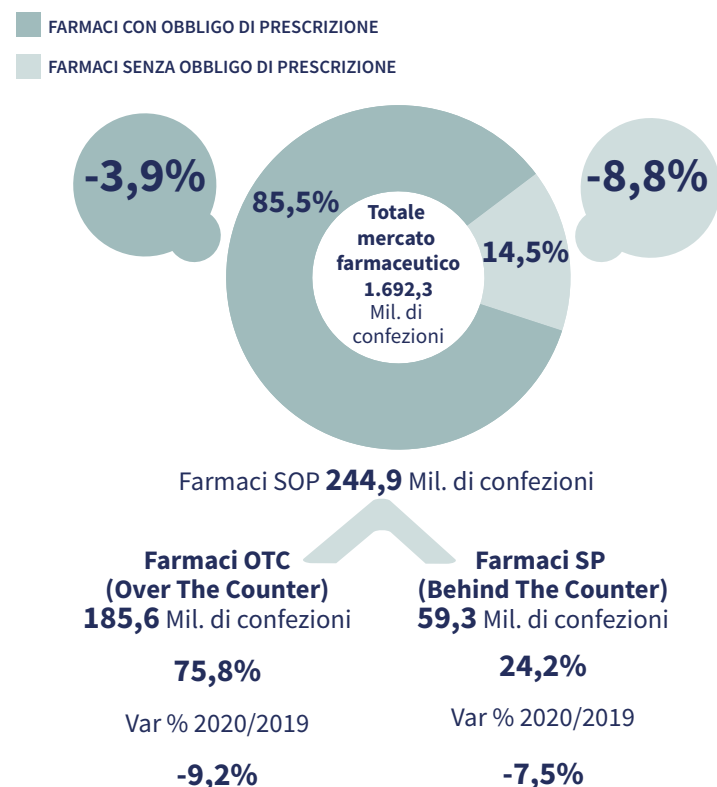 FARMACI CON OBBLIGO DI PRESCRIZIONE
FARMACI SENZA OBBLIGO DI PRESCRIZIONE
-3,9%
-8,8%
85,5%
14,5%
Totale
mercato
farmaceutico
1.692,3
Mil. di
confezioni
Farmaci SOP 244,9 Mil. di confezioni
Farmaci OTC
(Over The Counter)
185,6 Mil. di confezioni
75,8%
Var % 2020/2019
-9,2%
Farmaci SP
(Behind The Counter)
59,3 Mil. di confezioni
24,2%
Var % 2020/2019
-7,5%